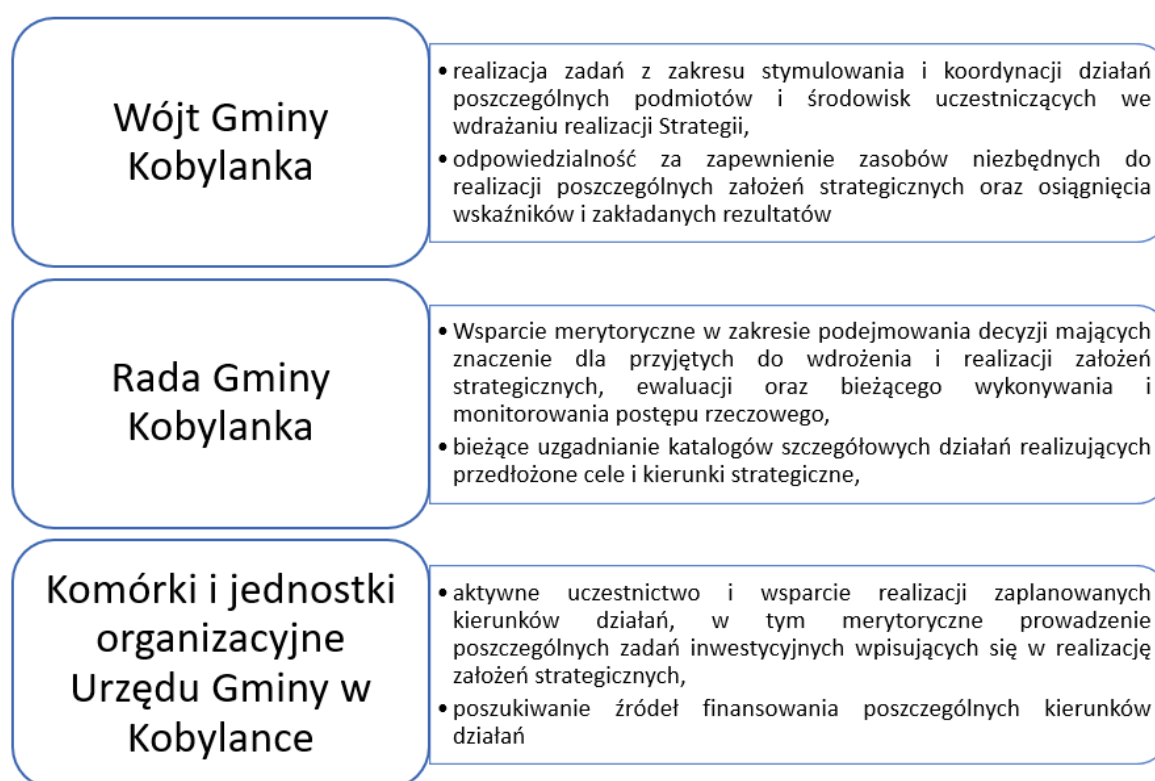 Wójt Gminy
Kobylanka
• realizacja zadań z zakresu stymulowania i koordynacji działań
poszczególnych podmiotów i środowisk uczestniczących we
wdrażaniu realizacji Strategii,
• odpowiedzialność za zapewnienie zasobów niezbędnych do
realizacji poszczególnych założeń strategicznych oraz osiągnięcia
wskaźników i zakładanych rezultatów
Rada Gminy
Kobylanka
• Wsparcie merytoryczne w zakresie podejmowania decyzji mających
znaczenie dla przyjętych do wdrożenia i realizacji założeń
strategicznych, ewaluacji oraz bieżącego wykonywania i
monitorowania postępu rzeczowego,
• bieżące uzgadnianie katalogów szczegółowych działań realizujących
przedłożone cele i kierunki strategiczne,
Komórki i jednostki
organizacyjne
Urzędu Gminy w
Kobylance
• aktywne uczestnictwo i wsparcie realizacji zaplanowanych
kierunków działań, w tym merytoryczne prowadzenie
poszczególnych zadań inwestycyjnych wpisujących się w realizację
założeń strategicznych,
• poszukiwanie źródeł finansowania poszczególnych kierunków
działań